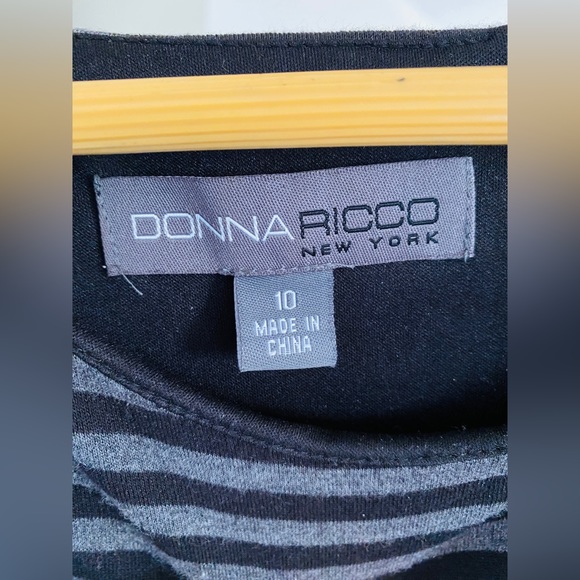 DONNA RICCO
NEW YORK
10
MADE IN
CHINA